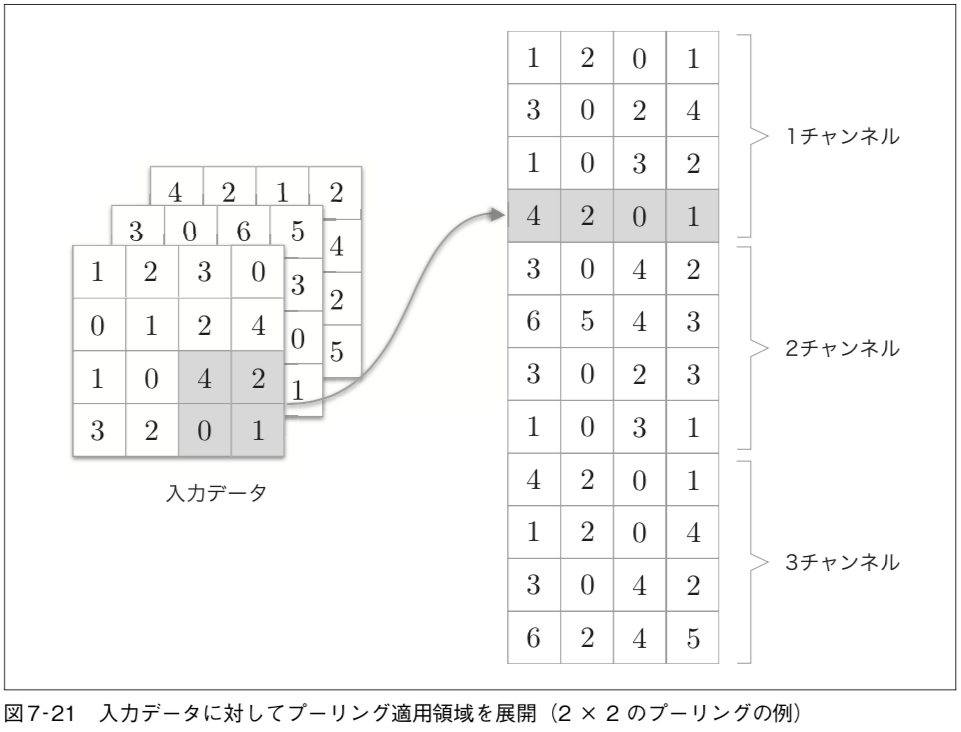 4 2 1 2
4
2
5
3 0 6 5
3
0
1
1 2 3 0
0 1 2 4
1 0 4 2
3 2 0 1
入力データ
1 2 0 1
3 0 2 4
1 0 3 2
4 2 0 1
3 0 4 2
6 5 4 3
3 0 2 3
1 0 3 1
4 2 0 1
1 2 0 4
3 0 4 2
6 2 4 5
1チャンネル
2チャンネル
3チャンネル
図7-21 入力データに対してプーリング適用領域を展開（2 × 2 のプーリングの例）